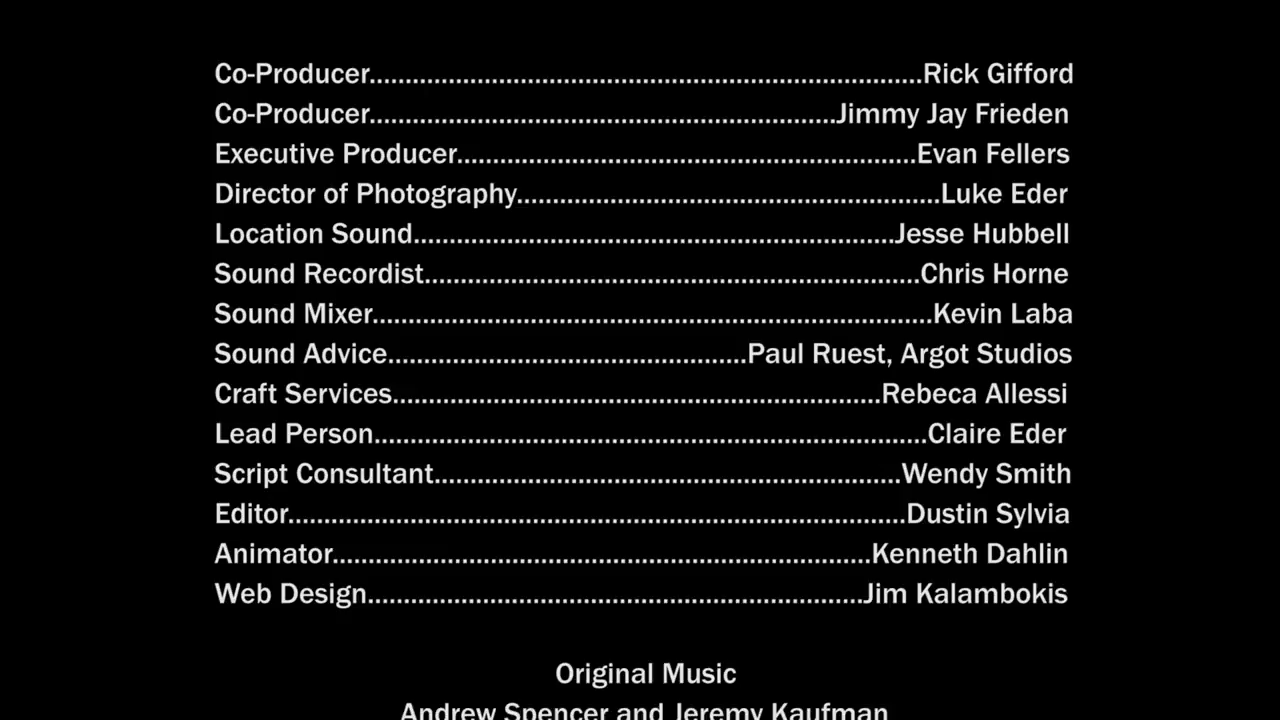 Co-Producer................................................................................Rick Gifford
Co-Producer...................................................................Jimmy Jay Frieden
Executive Producer..................................................................Evan Fellers
Director of Photography.............................................................Luke Eder
Location Sound.....................................................................Jesse Hubbell
Sound Recordist.......................................................................Chris Horne
Sound Mixer.................................................................................Kevin Laba
Sound Advice....................................................Paul Ruest, Argot Studios
Craft Services......................................................................Rebeca Allessi
Lead Person................................................................................Claire Eder
Script Consultant...................................................................Wendy Smith
Editor.........................................................................................Dustin Sylvia
Animator..............................................................................Kenneth Dahlin
Web Design.......................................................................Jim Kalambokis
Original Music
Andrew Spencer and Jeremy Kaufman